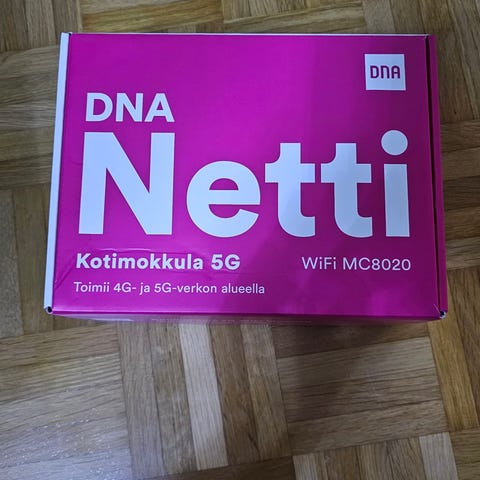 DNA
DNA
Netti
Kotimokkula 5G
WiFi MC8020
Toimii 4G- ja 5G-verkon alueella